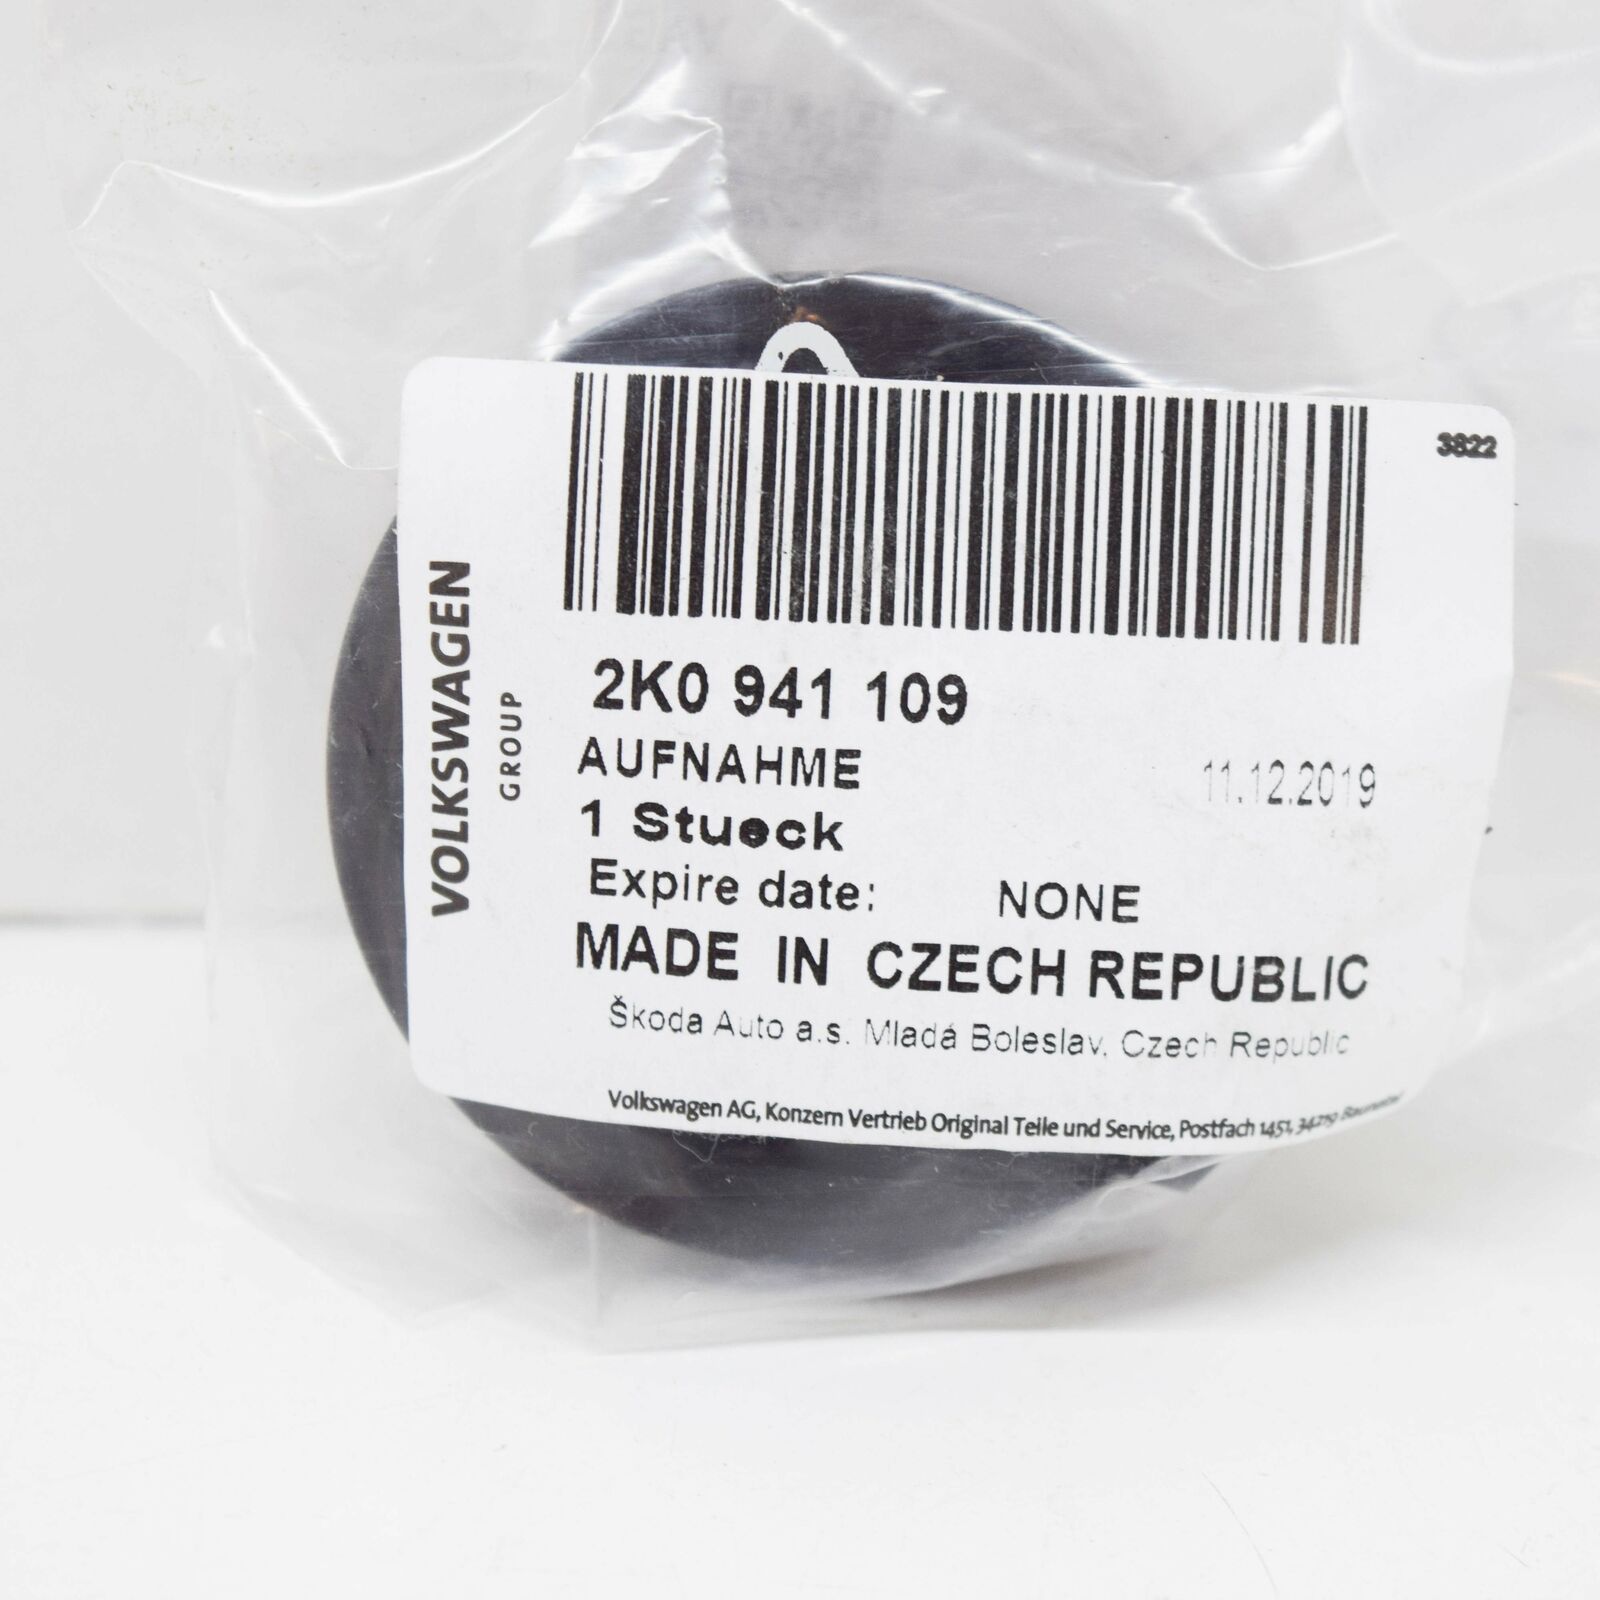 3822
VOLKSWAGEN
GROUP
2K0 941 109
AUFNAHME
11.12.2019
1 Stueck
Expire date: NONE
MADE IN CZECH REPUBLIC
Škoda Auto a.s. Mladá Boleslav, Czech Republic
Volkswagen AG, Konzern Vertrieb Original Teile und Service, Postfach 1451, 34219